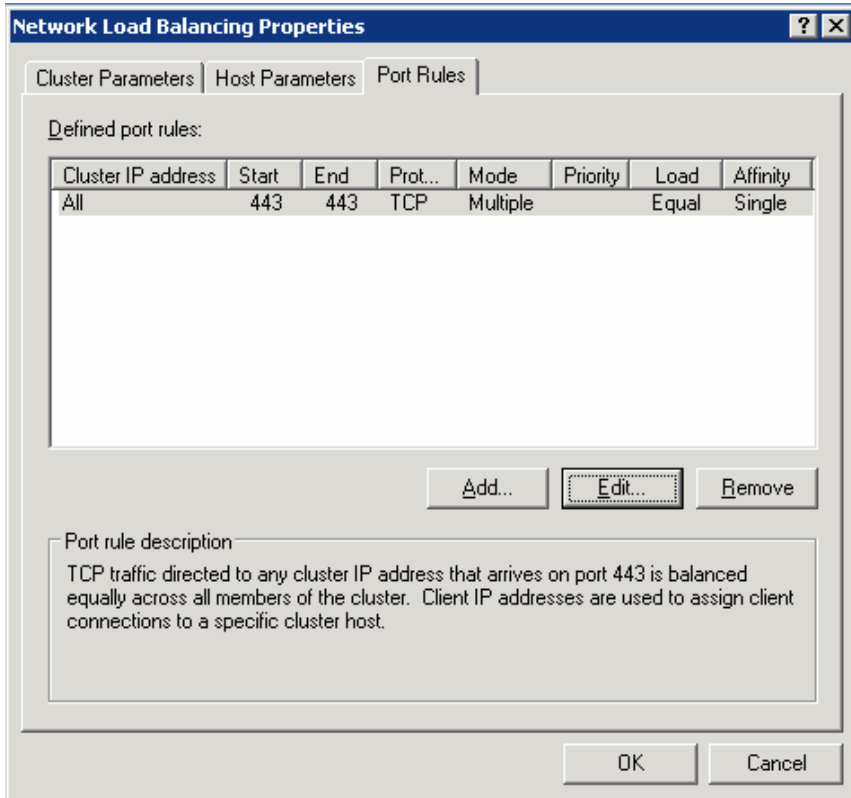 Network Load Balancing Properties
Cluster Parameters Host Parameters Port Rules
Defined port rules:
Cluster IP address Start End Prot... Mode Priority Load Affinity
All 443 443 TCP Multiple Equal Single
Add... Edit... Remove
Port rule description
TCP traffic directed to any cluster IP address that arrives on port 443 is balanced
equally across all members of the cluster. Client IP addresses are used to assign client
connections to a specific cluster host.
OK Cancel